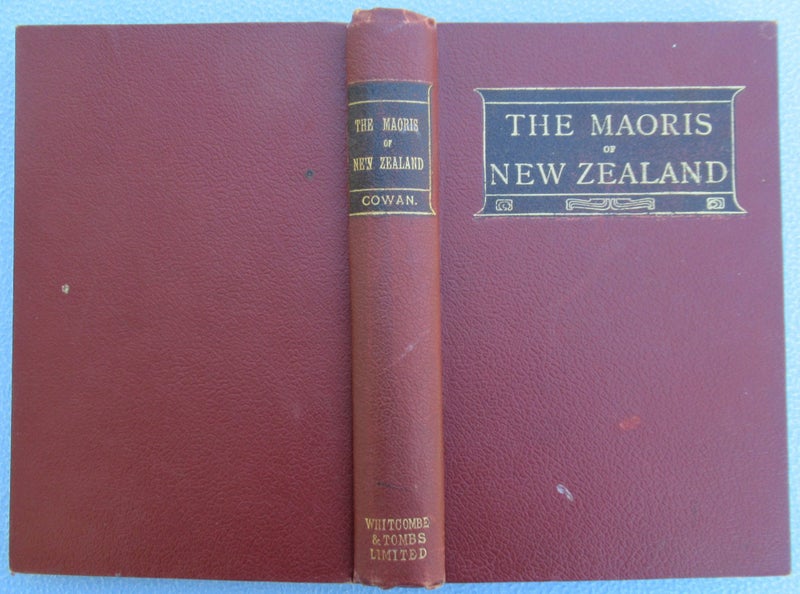 THE MAORIS
OF
NEW ZEALAND
COWAN.
WHITCOMBE
& TOMBS
LIMITED
THE MAORIS
OF
NEW ZEALAND